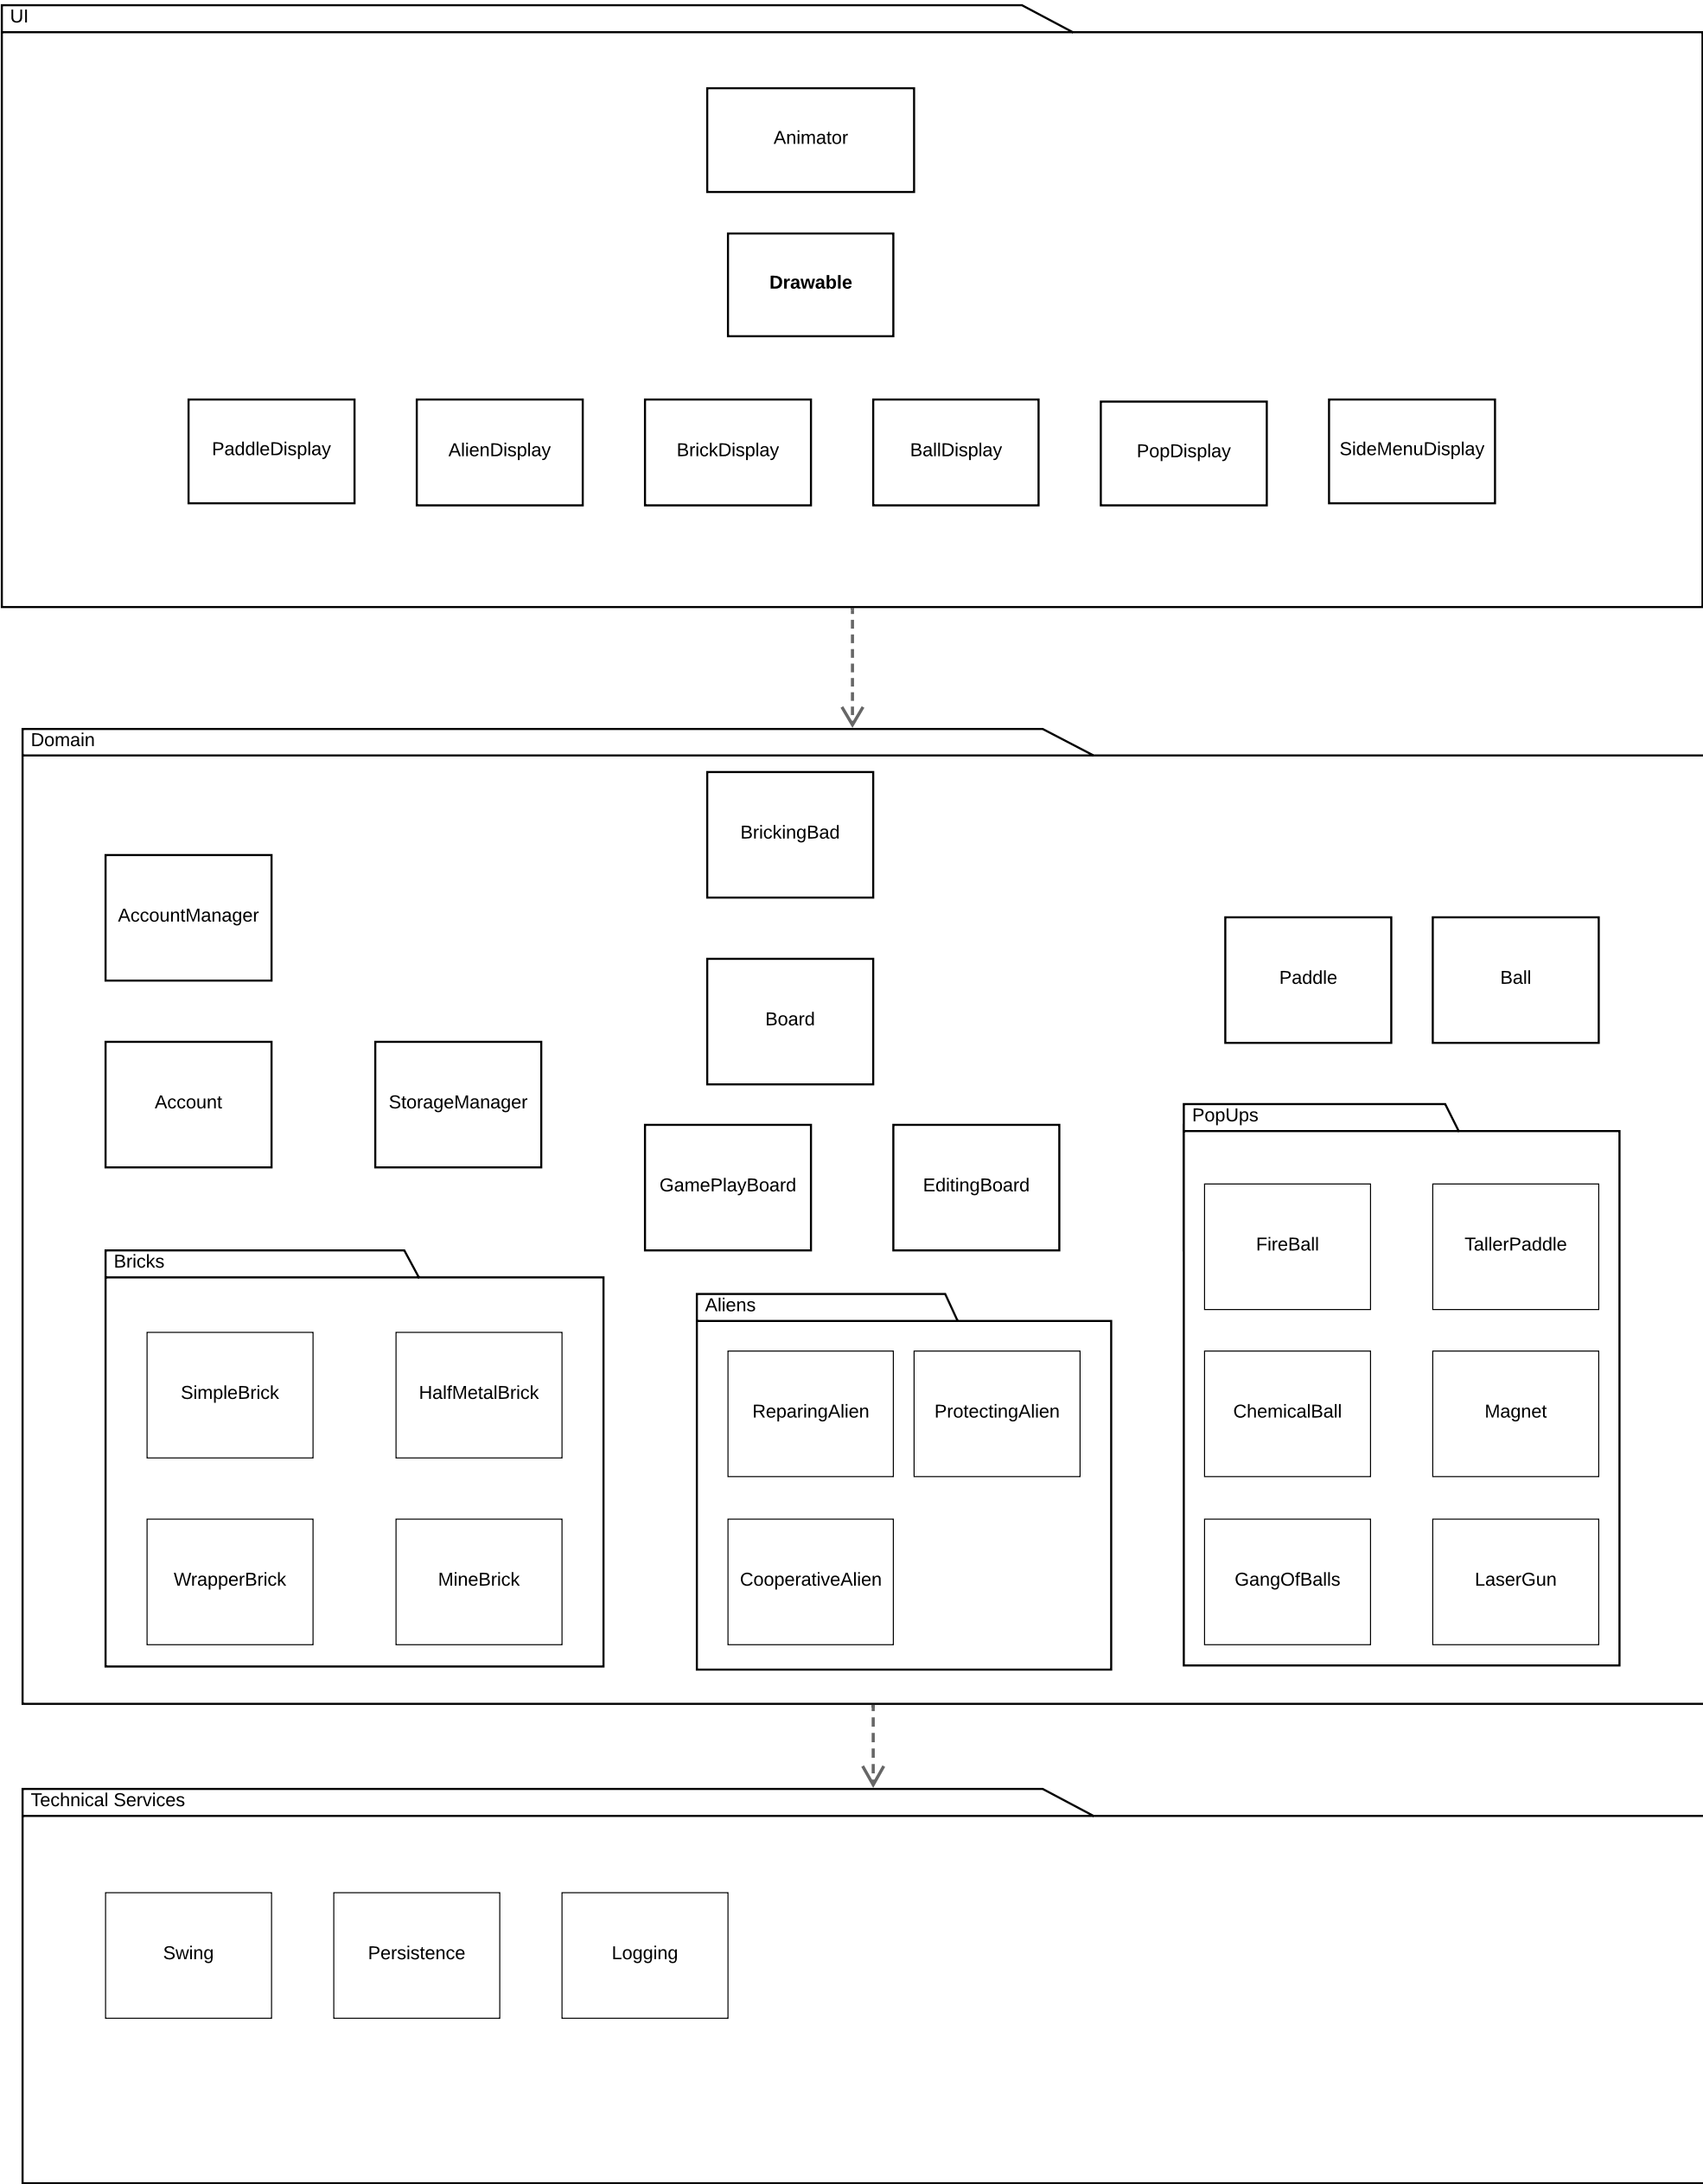 UI
Animator
Drawable
PaddleDisplay
AlienDisplay
BrickDisplay
BallDisplay
PopDisplay
SideMenuDisplay
Domain
BrickingBad
AccountManager
Paddle
Ball
Board
Account
StorageManager
GamePlayBoard
EditingBoard
PopUps
FireBall
TallerPaddle
ChemicalBall
Magnet
GangOfBalls
LaserGun
Bricks
SimpleBrick
HalfMetalBrick
WrapperBrick
MineBrick
Aliens
ReparingAlien
ProtectingAlien
CooperativeAlien
Technical Services
Swing
Persistence
Logging